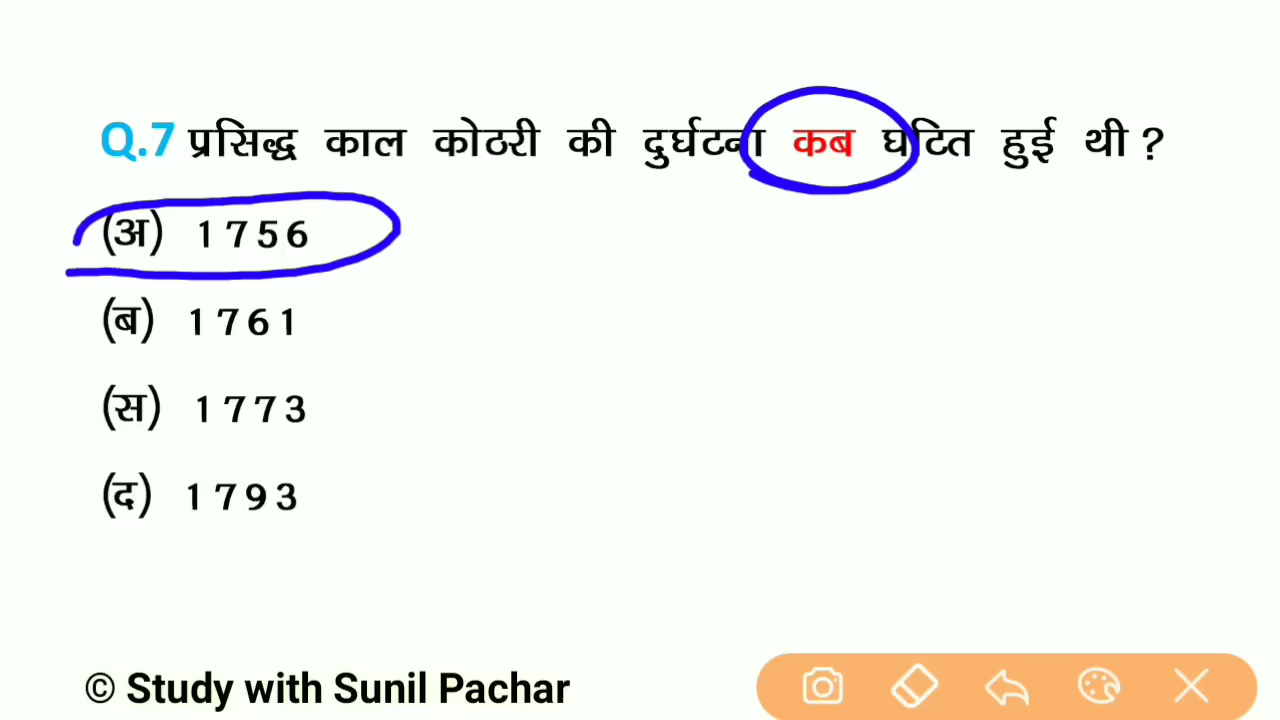 Q.7 प्रसिद्ध काल कोठरी की दुर्घटना कब घटित हुई थी ?
(अ) 1756
(ब) 1761
(स) 1773
(द) 1793
© Study with Sunil Pachar